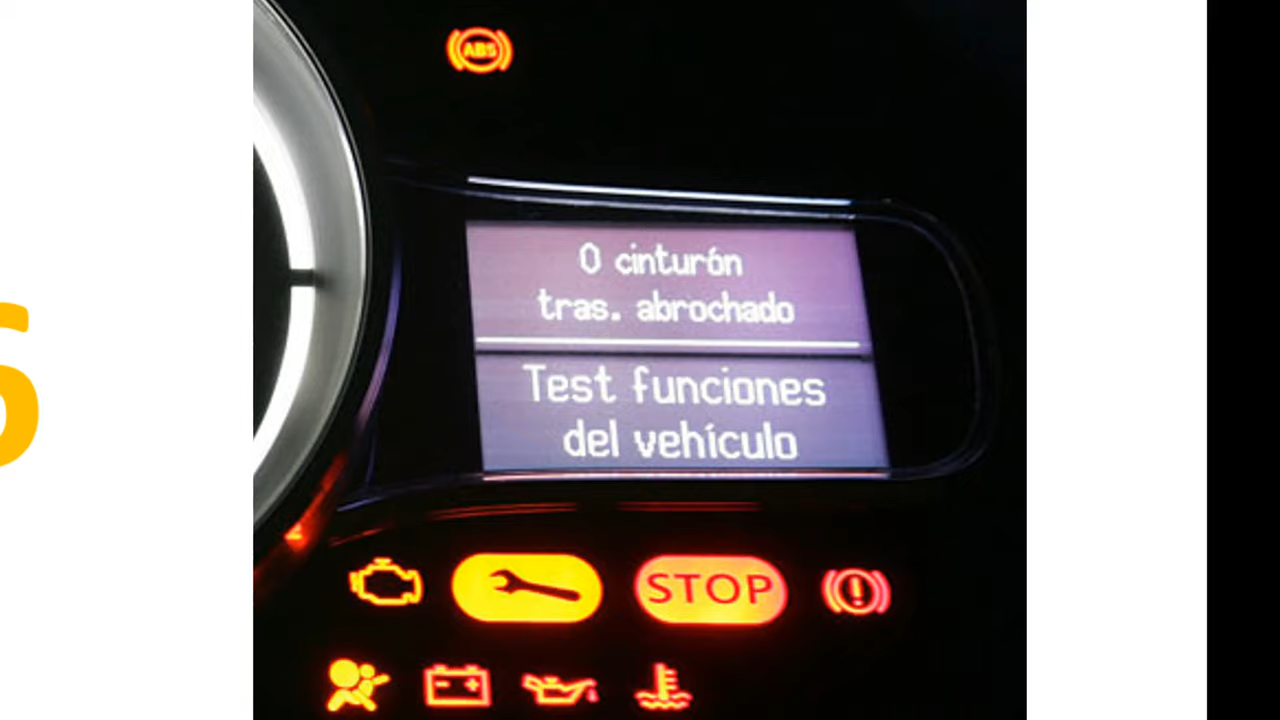 ABS
0 cinturón
tras. abrochado
Test funciones
del vehículo
STOP